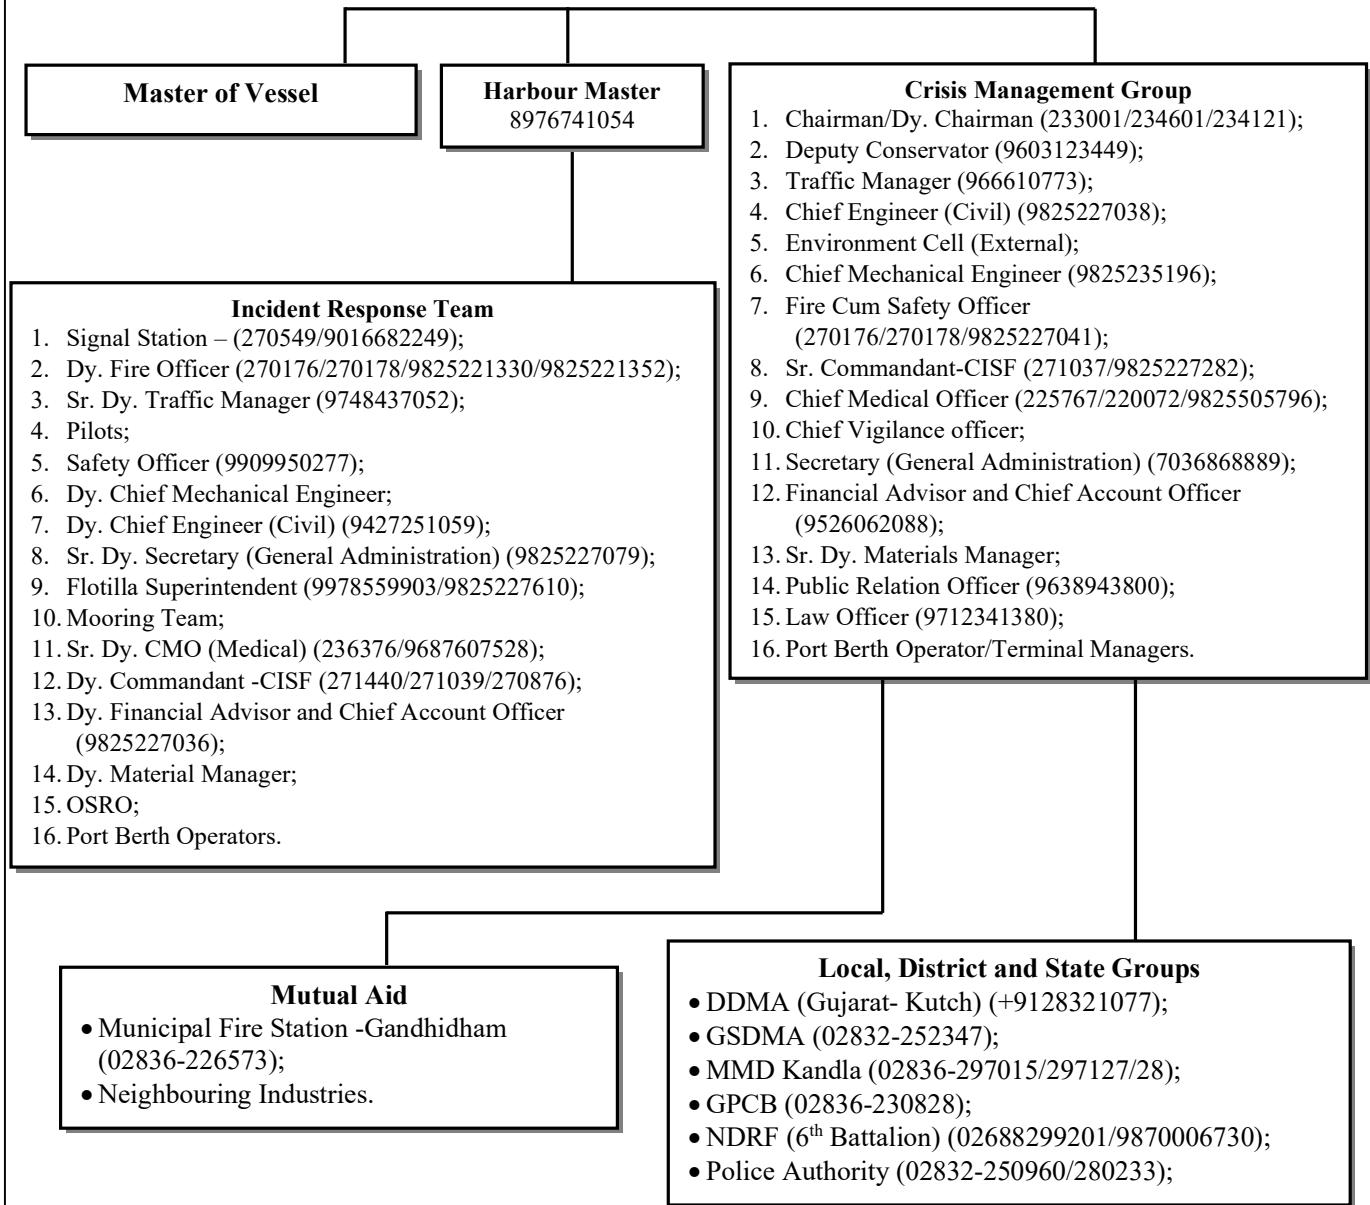 Master of Vessel
Harbour Master
8976741054
Crisis Management Group
1. Chairman/Dy. Chairman (233001/234601/234121);
2. Deputy Conservator (9603123449);
3. Traffic Manager (966610773);
4. Chief Engineer (Civil) (9825227038);
5. Environment Cell (External);
6. Chief Mechanical Engineer (9825235196);
7. Fire Cum Safety Officer
(270176/270178/9825227041);
8. Sr. Commandant-CISF (271037/9825227282);
9. Chief Medical Officer (225767/220072/9825505796);
10. Chief Vigilance officer;
11. Secretary (General Administration) (7036868889);
12. Financial Advisor and Chief Account Officer
(9526062088);
13. Sr. Dy. Materials Manager;
14. Public Relation Officer (9638943800);
15. Law Officer (9712341380);
16. Port Berth Operator/Terminal Managers.
Incident Response Team
1. Signal Station – (270549/9016682249);
2. Dy. Fire Officer (270176/270178/9825221330/9825221352);
3. Sr. Dy. Traffic Manager (9748437052);
4. Pilots;
5. Safety Officer (9909950277);
6. Dy. Chief Mechanical Engineer;
7. Dy. Chief Engineer (Civil) (9427251059);
8. Sr. Dy. Secretary (General Administration) (9825227079);
9. Flotilla Superintendent (9978559903/9825227610);
10. Mooring Team;
11. Sr. Dy. CMO (Medical) (236376/9687607528);
12. Dy. Commandant -CISF (271440/271039/270876);
13. Dy. Financial Advisor and Chief Account Officer
(9825227036);
14. Dy. Material Manager;
15. OSRO;
16. Port Berth Operators.
Mutual Aid
• Municipal Fire Station -Gandhidham
(02836-226573);
• Neighbouring Industries.
Local, District and State Groups
• DDMA (Gujarat- Kutch) (+9128321077);
• GSDMA (02832-252347);
• MMD Kandla (02836-297015/297127/28);
• GPCB (02836-230828);
• NDRF (6th Battalion) (02688299201/9870006730);
• Police Authority (02832-250960/280233);